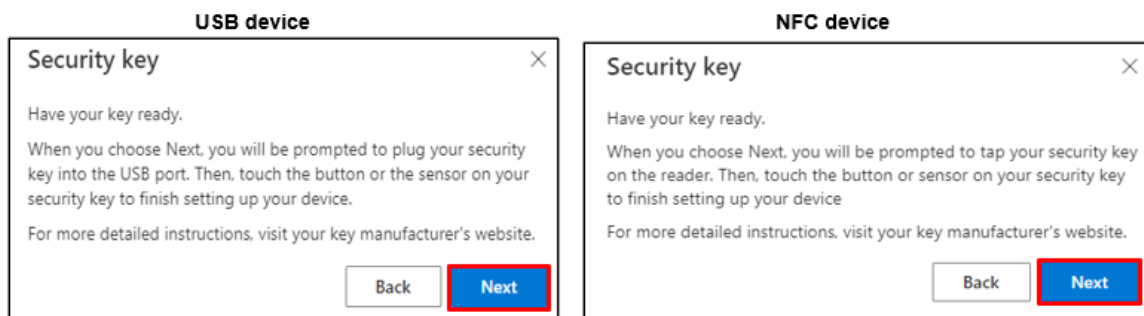 USB device
Security key
Have your key ready.
When you choose Next, you will be prompted to plug your security
key into the USB port. Then, touch the button or the sensor on your
security key to finish setting up your device.
For more detailed instructions, visit your key manufacturer's website.
Back
Next
NFC device
Security key
Have your key ready.
When you choose Next, you will be prompted to tap your security key
on the reader. Then, touch the button or sensor on your security key
to finish setting up your device
For more detailed instructions, visit your key manufacturer's website.
Back
Next